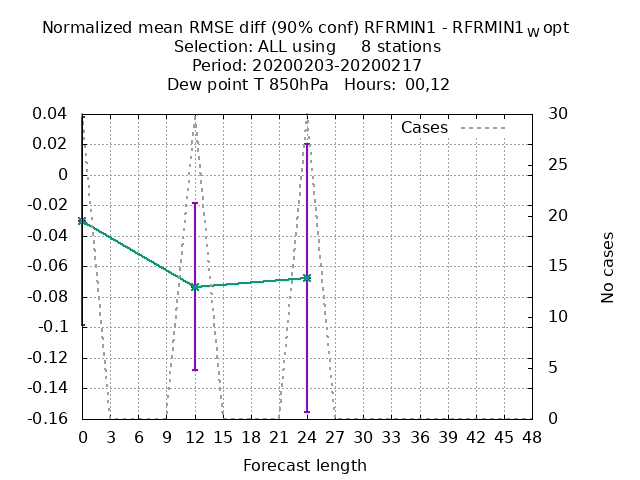 Normalized mean RMSE diff (90% conf) RFRMIN1 - RFRMIN1_W opt
Selection: ALL using 8 stations
Period: 20200203-20200217
Dew point T 850hPa Hours: 00,12
Cases
0.04
0.02
0
-0.02
-0.04
-0.06
-0.08
-0.1
-0.12
-0.14
-0.16
30
25
20
15
10
5
0
No cases
0 3 6 9 12 15 18 21 24 27 30 33 36 39 42 45 48
Forecast length